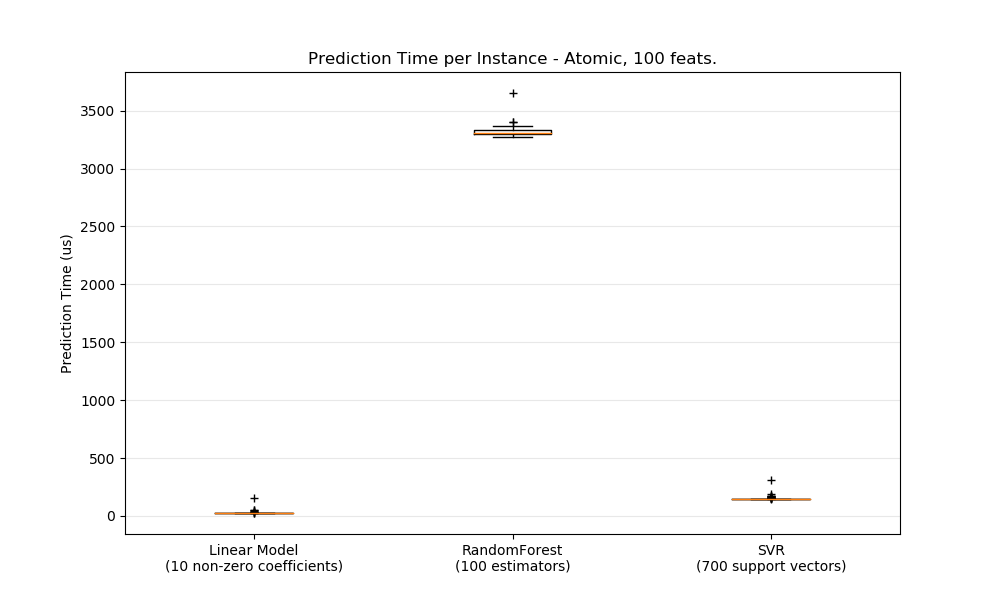 Prediction Time per Instance - Atomic, 100 feats.
Prediction Time (us)
3500
3000
2500
2000
1500
1000
500
0
Linear Model
(10 non-zero coefficients)
RandomForest
(100 estimators)
SVR
(700 support vectors)